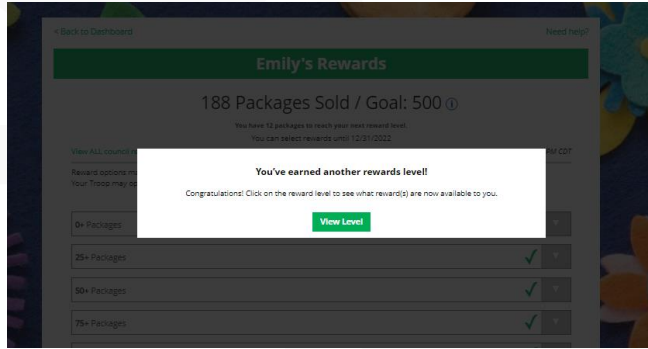 < Back to Dashboard
Need help?
Emily's Rewards
188 Packages Sold / Goal: 500 i
You have 12 packages to reach your next reward level
You can select rewards until 12/31/2022
View ALL council
PM CDT
Reward options
Your Troop may
You've earned another rewards level!
Congratulations! Click on the reward level to see what reward(s) are now available to you.
View Level
0+ Packages
25+ Packages
50+ Packages
75+ Packages